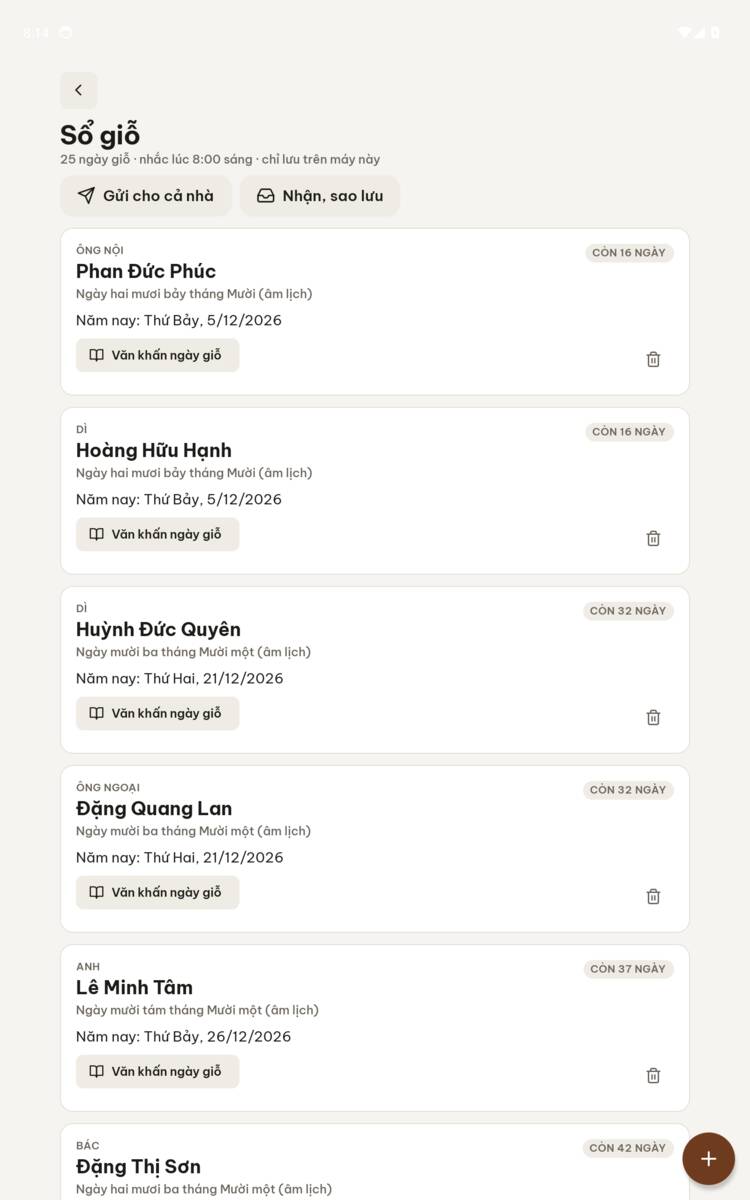 8:14
Sổ giỗ
25 ngày giỗ · nhắc lúc 8:00 sáng · chỉ lưu trên máy này
Gửi cho cả nhà
Nhận, sao lưu
ÔNG NỘI
CÒN 16 NGÀY
Phan Đức Phúc
Ngày hai mươi bảy tháng Mười (âm lịch)
Năm nay: Thứ Bảy, 5/12/2026
Văn khấn ngày giỗ
DÌ
CÒN 16 NGÀY
Hoàng Hữu Hạnh
Ngày hai mươi bảy tháng Mười (âm lịch)
Năm nay: Thứ Bảy, 5/12/2026
Văn khấn ngày giỗ
DÌ
CÒN 32 NGÀY
Huỳnh Đức Quyên
Ngày mười ba tháng Mười một (âm lịch)
Năm nay: Thứ Hai, 21/12/2026
Văn khấn ngày giỗ
ÔNG NGOẠI
CÒN 32 NGÀY
Đặng Quang Lan
Ngày mười ba tháng Mười một (âm lịch)
Năm nay: Thứ Hai, 21/12/2026
Văn khấn ngày giỗ
ANH
CÒN 37 NGÀY
Lê Minh Tâm
Ngày mười tám tháng Mười một (âm lịch)
Năm nay: Thứ Bảy, 26/12/2026
Văn khấn ngày giỗ
BÁC
CÒN 42 NGÀY
Đặng Thị Sơn
Ngày hai mươi ba tháng Mười một (âm lịch)